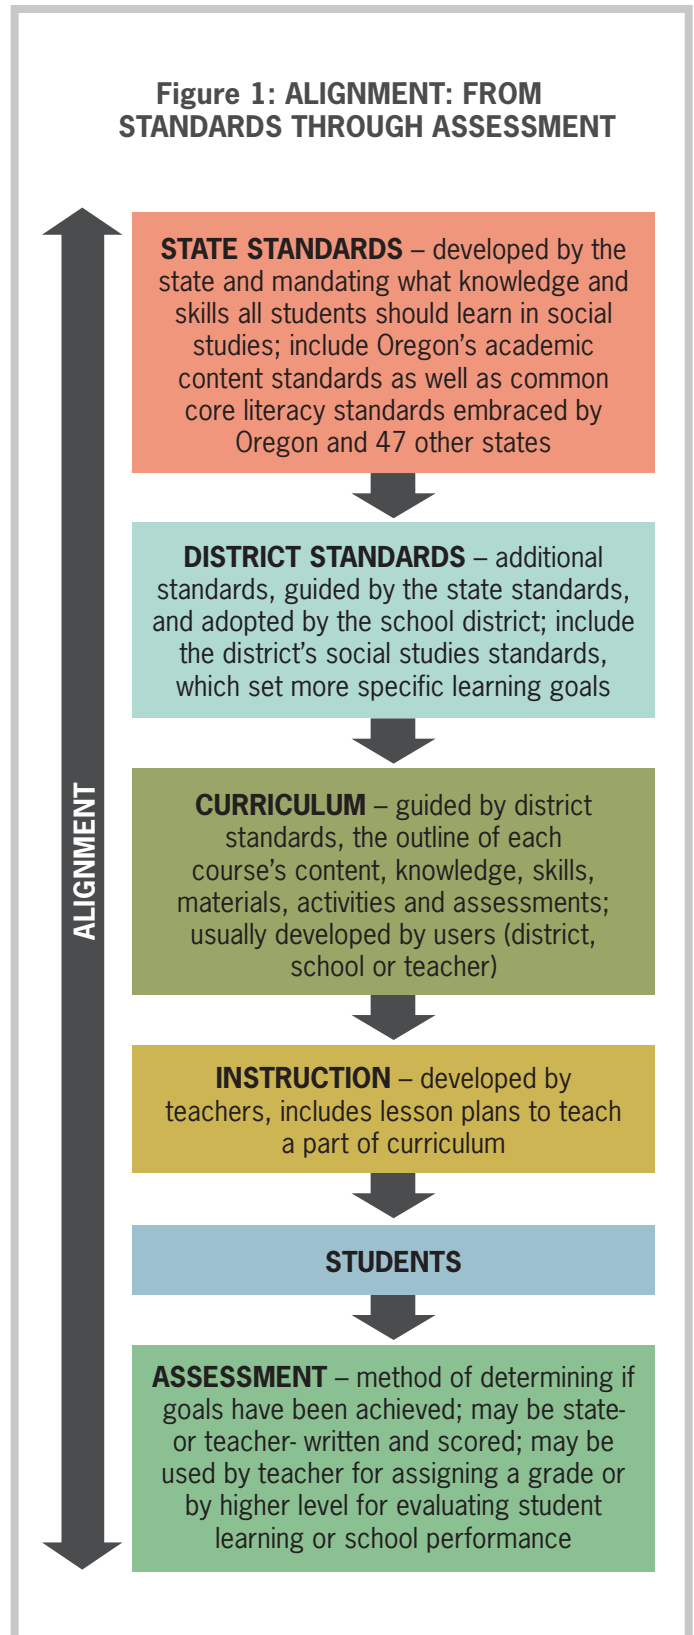 Figure 1: ALIGNMENT: FROM
STANDARDS THROUGH ASSESSMENT
ALIGNMENT
STATE STANDARDS – developed by the
state and mandating what knowledge and
skills all students should learn in social
studies; include Oregon’s academic
content standards as well as common
core literacy standards embraced by
Oregon and 47 other states
DISTRICT STANDARDS – additional
standards, guided by the state standards,
and adopted by the school district; include
the district’s social studies standards,
which set more specific learning goals
CURRICULUM – guided by district
standards, the outline of each
course’s content, knowledge, skills,
materials, activities and assessments;
usually developed by users (district,
school or teacher)
INSTRUCTION – developed by
teachers, includes lesson plans to teach
a part of curriculum
STUDENTS
ASSESSMENT – method of determining if
goals have been achieved; may be state-
or teacher- written and scored; may be
used by teacher for assigning a grade or
by higher level for evaluating student
learning or school performance